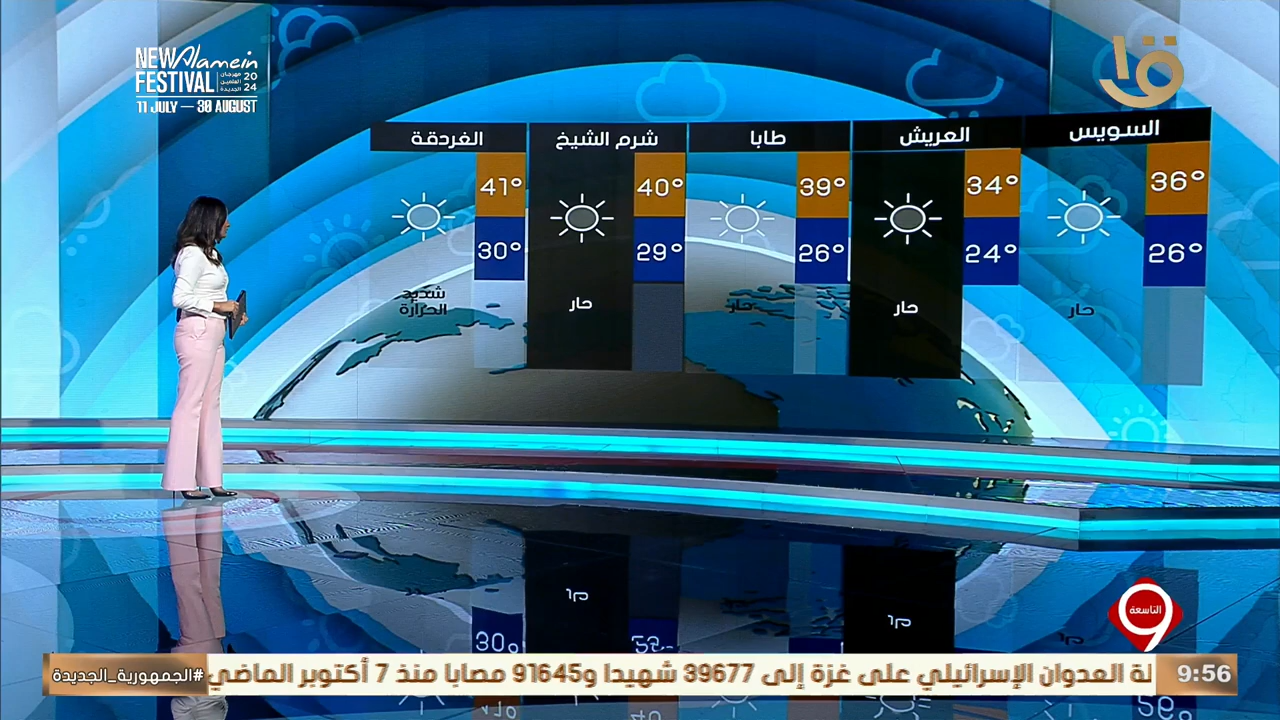 NEW Alamein
FESTIVAL
مهرجان
العلمين
الجديدة
20
24
11 JULY — 30 AUGUST
السويس
36°
26°
حار
العريش
34°
24°
حار
طابا
39°
26°
حار
شرم الشيخ
40°
29°
حار
الغردقة
41°
30°
شديد
الحرارة
التاسعة
9
9:56
لة العدوان الإسرائيلي على غزة إلى 39677 شهيدا و91645 مصابا منذ 7 أكتوبر الماضي
#الجمهورية_الجديدة